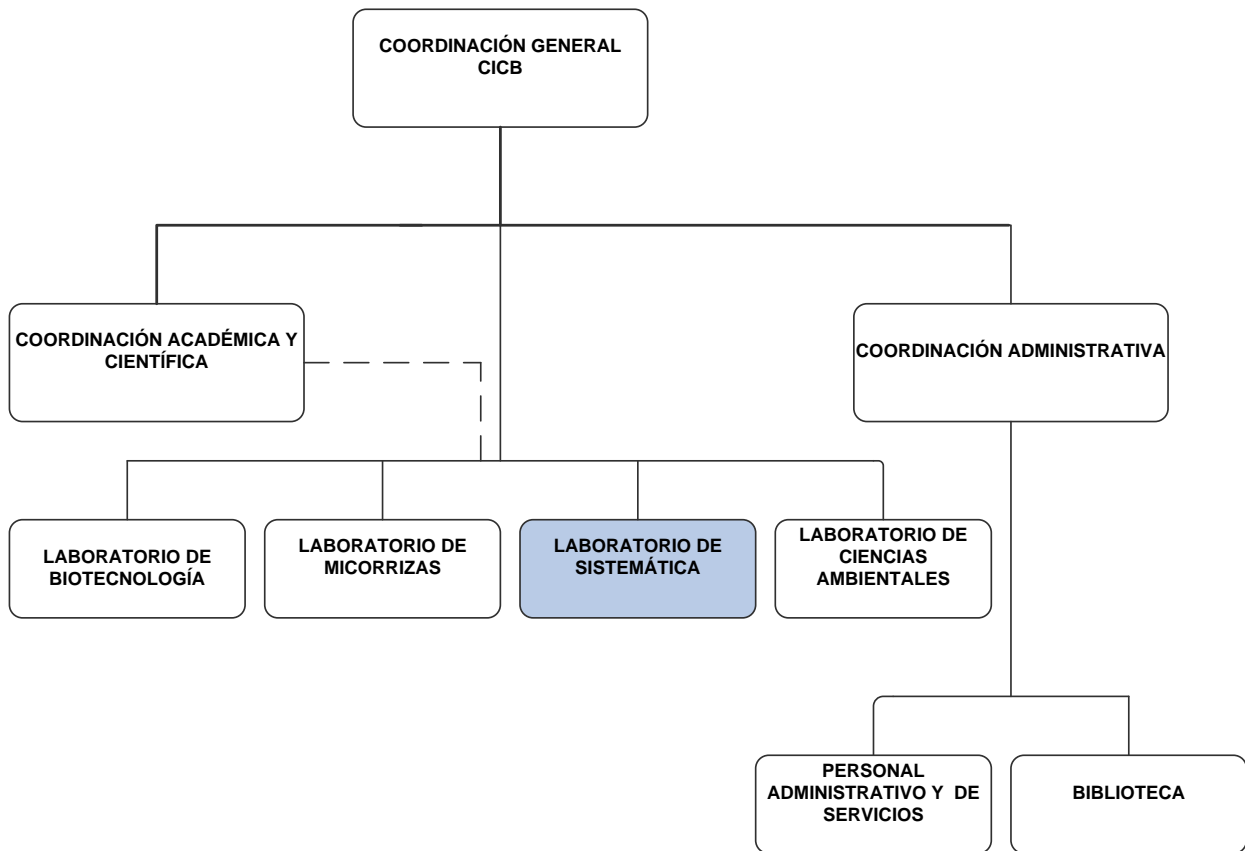 COORDINACIÓN GENERAL
CICB
COORDINACIÓN ACADÉMICA Y
CIENTÍFICA
COORDINACIÓN ADMINISTRATIVA
LABORATORIO DE
BIOTECNOLOGÍA
LABORATORIO DE
MICORRIZAS
LABORATORIO DE
SISTEMÁTICA
LABORATORIO DE
CIENCIAS
AMBIENTALES
PERSONAL
ADMINISTRATIVO Y DE
SERVICIOS
BIBLIOTECA